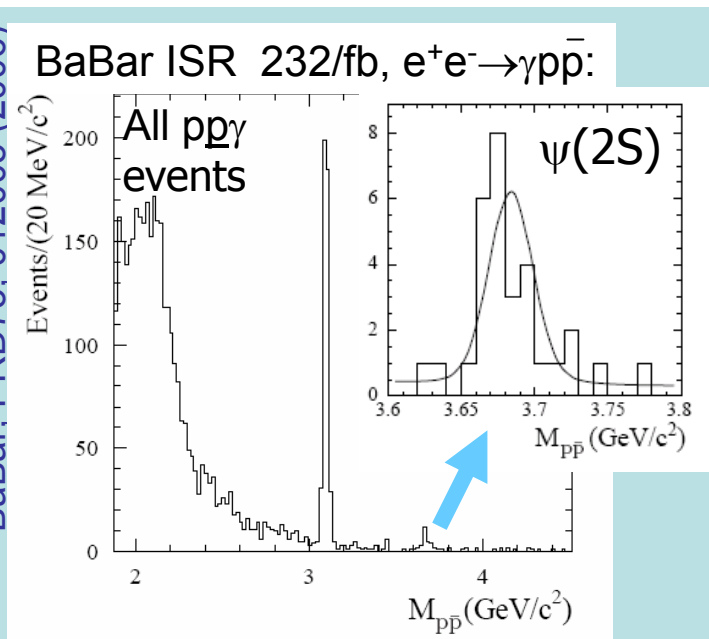 BaBar ISR 232/fb, e⁺e⁻→γpp̄:
All ppγ
events
Events/(20 MeV/c²)
200
150
100
50
0
2
3
4
M_pp̄(GeV/c²)
ψ(2S)
8
6
4
2
0
3.6
3.65
3.7
3.75
3.8
M_pp̄ (GeV/c²)